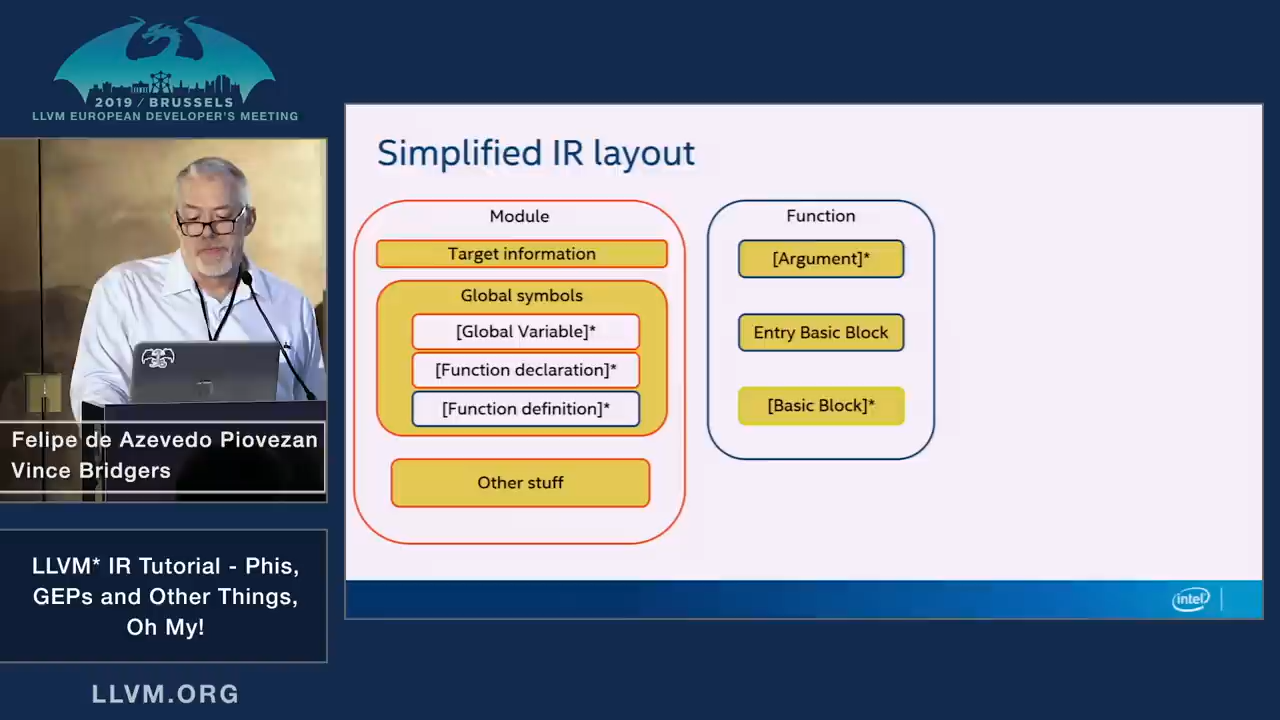 2019 / BRUSSELS
LLVM EUROPEAN DEVELOPER'S MEETING
Felipe de Azevedo Piovezan
Vince Bridgers
LLVM* IR Tutorial - Phis,
GEPs and Other Things,
Oh My!
LLVM.ORG
Simplified IR layout
Module
Target information
Global symbols
[Global Variable]*
[Function declaration]*
[Function definition]*
Other stuff
Function
[Argument]*
Entry Basic Block
[Basic Block]*
intel